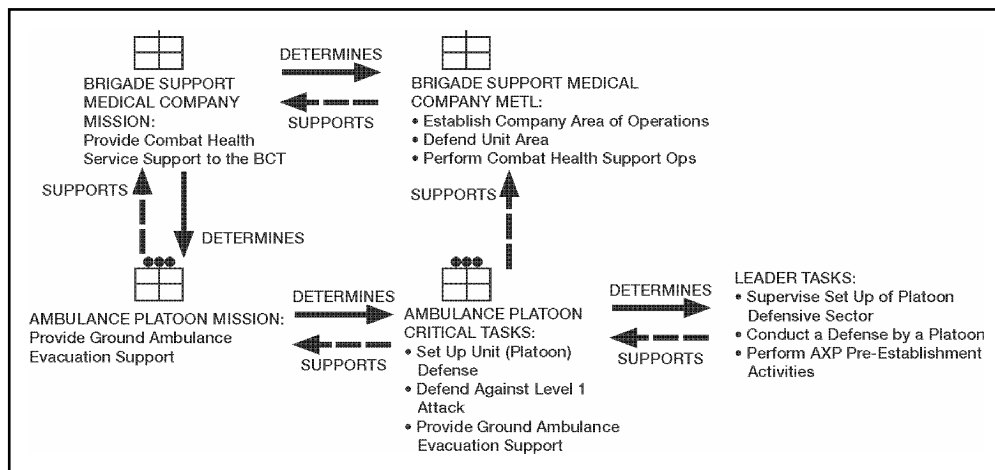 DETERMINES
BRIGADE SUPPORT
MEDICAL COMPANY
MISSION:
Provide Combat Health
Service Support to the BCT
SUPPORTS
BRIGADE SUPPORT MEDICAL
COMPANY METL:
• Establish Company Area of Operations
• Defend Unit Area
• Perform Combat Health Support Ops
SUPPORTS
DETERMINES
SUPPORTS
AMBULANCE PLATOON MISSION:
Provide Ground Ambulance
Evacuation Support
DETERMINES
SUPPORTS
AMBULANCE PLATOON
CRITICAL TASKS:
• Set Up Unit (Platoon)
Defense
• Defend Against Level 1
Attack
• Provide Ground Ambulance
Evacuation Support
DETERMINES
SUPPORTS
LEADER TASKS:
• Supervise Set Up of Platoon
Defensive Sector
• Conduct a Defense by a Platoon
• Perform AXP Pre-Establishment
Activities